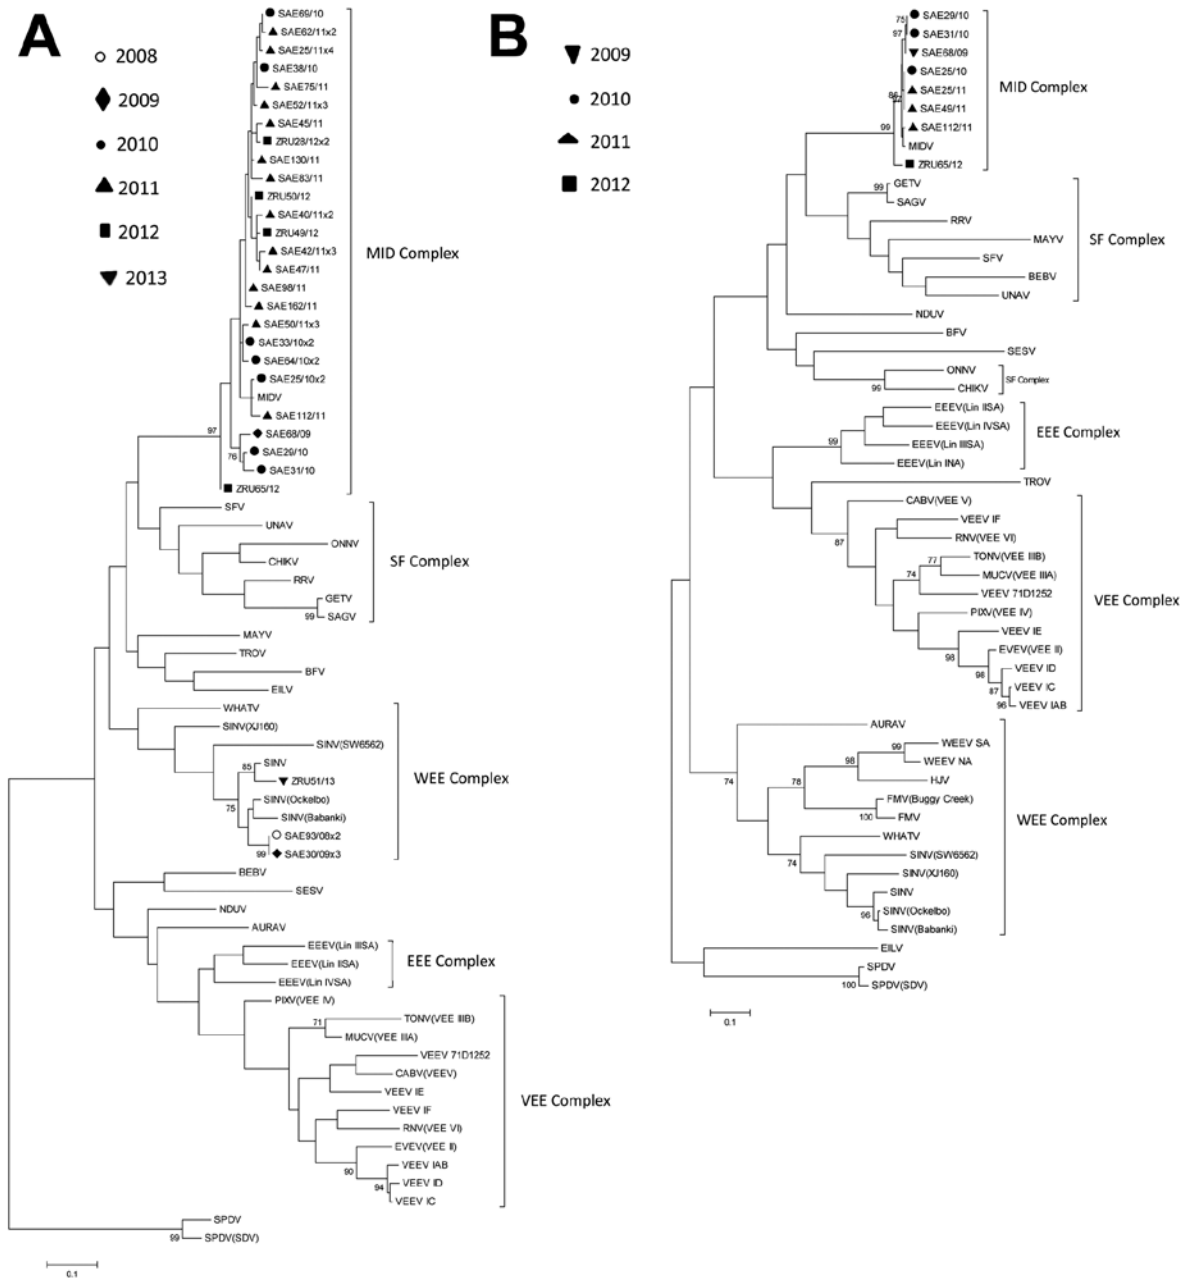 A
2008
2009
2010
2011
2012
2013
SAE69/10
SAE62/11x2
SAE25/11x4
SAE38/10
SAE75/11
SAE52/11x3
SAE45/11
ZRU28/12x2
SAE130/11
SAE83/11
ZRU50/12
SAE40/11x2
ZRU49/12
SAE42/11x3
SAE47/11
SAE98/11
SAE162/11
SAE50/11x3
SAE33/10x2
SAE64/10x2
SAE25/10x2
MIDV
SAE112/11
97
SAE68/09
76
SAE29/10
SAE31/10
ZRU65/12
MID Complex
SFV
UNAV
ONNV
CHIKV
RRV
GETV
99
SAGV
SF Complex
MAYV
TROV
BFV
EILV
WHATV
SINV(XJ160)
SINV(SW6562)
85
SINV
ZRU51/13
75
SINV(Ockelbo)
SINV(Babanki)
SAE93/08x2
99
SAE30/09x3
WEE Complex
BEBV
SESV
NDUV
AURAV
EEEV(Lin IIISA)
EEEV(Lin IISA)
EEEV(Lin IVSA)
EEE Complex
PIXV(VEE IV)
71
TONV(VEE IIIB)
MUCV(VEE IIIA)
VEEV 71D1252
CABV(VEEV)
VEEV IE
VEEV IF
RNV(VEE VI)
EVEV(VEE II)
90
VEEV IAB
94
VEEV ID
VEEV IC
VEE Complex
SPDV
99
SPDV(SDV)
0.1
B
2009
2010
2011
2012
75
SAE29/10
97
SAE31/10
SAE68/09
SAE25/10
SAE25/11
86
SAE49/11
99
SAE112/11
MIDV
ZRU65/12
MID Complex
GETV
99
SAGV
RRV
MAYV
SFV
BEBV
UNAV
SF Complex
NDUV
BFV
SESV
ONNV
99
CHIKV
SF Complex
EEEV(Lin IISA)
EEEV(Lin IVSA)
99
EEEV(Lin IIISA)
EEEV(Lin INA)
EEE Complex
TROV
CABV(VEE V)
87
VEEV IF
RNV(VEE VI)
77
TONV(VEE IIIB)
74
MUCV(VEE IIIA)
VEEV 71D1252
PIXV(VEE IV)
VEEV IE
98
EVEV(VEE II)
98
VEEV ID
87
VEEV IC
96
VEEV IAB
VEE Complex
AURAV
74
99
WEEV SA
98
WEEV NA
78
HJV
FMV(Buggy Creek)
100
FMV
WHATV
74
SINV(SW6562)
SINV(XJ160)
SINV
96
SINV(Ockelbo)
SINV(Babanki)
WEE Complex
EILV
SPDV
100
SPDV(SDV)
0.1